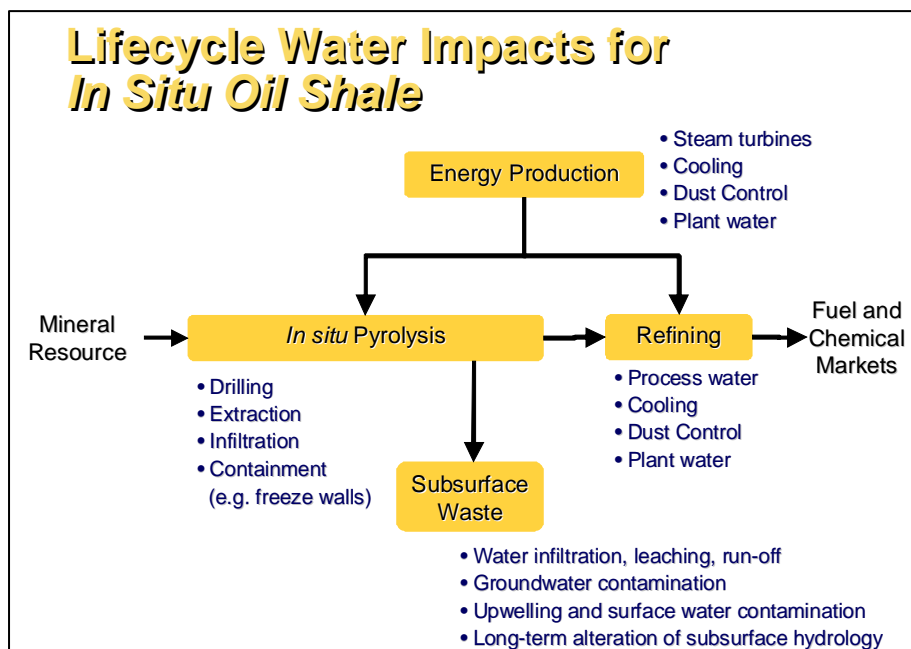 Lifecycle Water Impacts for
In Situ Oil Shale
Energy Production
• Steam turbines
• Cooling
• Dust Control
• Plant water
Mineral
Resource
In situ Pyrolysis
Refining
Fuel and
Chemical
Markets
• Drilling
• Extraction
• Infiltration
• Containment
(e.g. freeze walls)
• Process water
• Cooling
• Dust Control
• Plant water
Subsurface
Waste
• Water infiltration, leaching, run-off
• Groundwater contamination
• Upwelling and surface water contamination
• Long-term alteration of subsurface hydrology